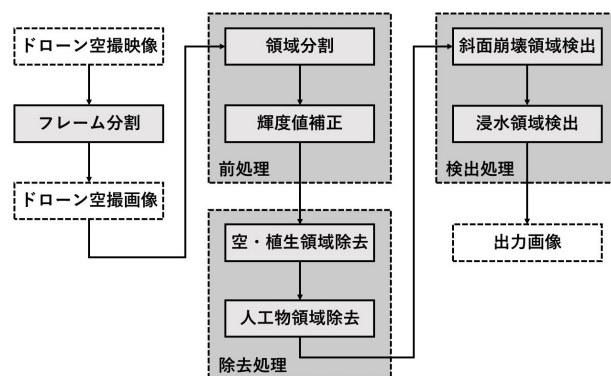 ドローン空撮映像
フレーム分割
ドローン空撮画像
領域分割
輝度値補正
前処理
空・植生領域除去
人工物領域除去
除去処理
斜面崩壊領域検出
浸水領域検出
検出処理
出力画像